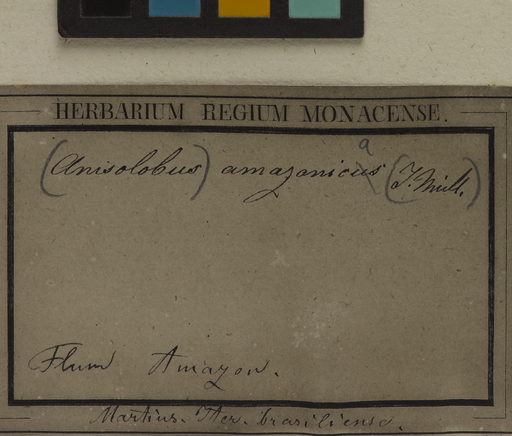 HERBARIUM REGIUM MONACENSE.
a
(Anisolobus) amazonicus (J. Müll.)
Flum Amazon.
Martius. Iter. brasiliense.